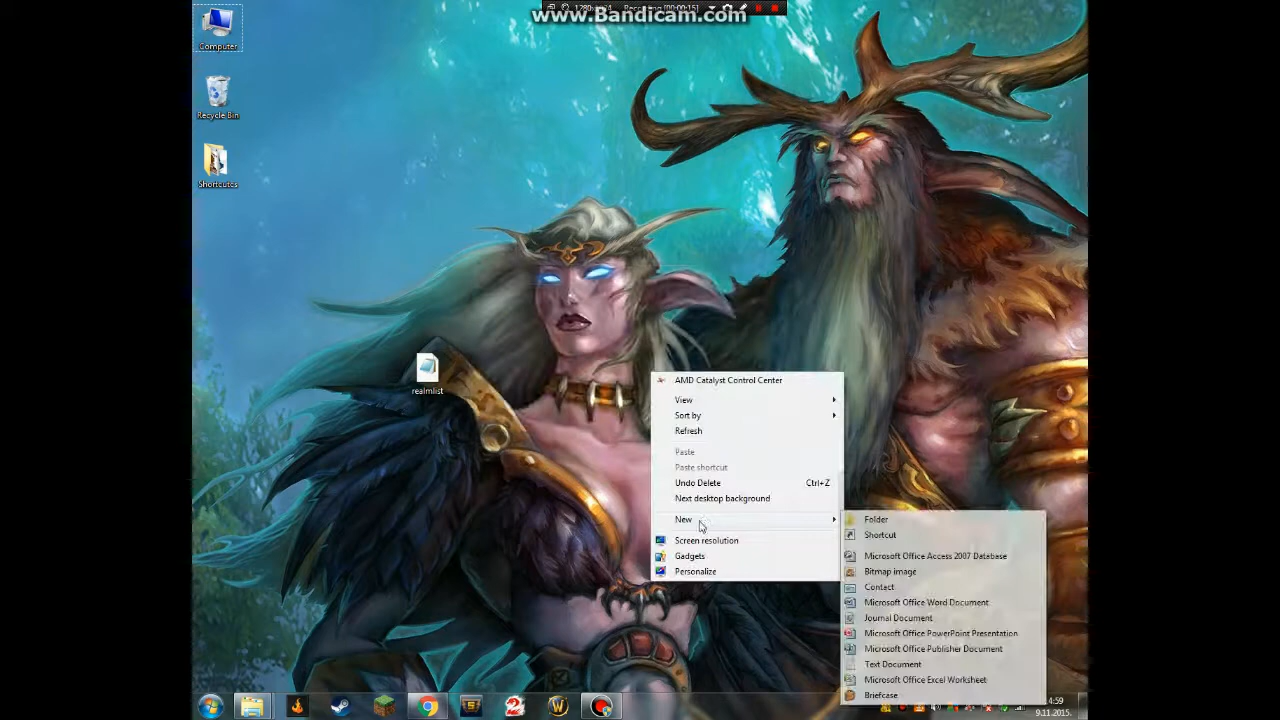 www.Bandicam.com
Computer
Recycle Bin
Shortcutes
realmlist
AMD Catalyst Control Center
View
Sort by
Refresh
Paste
Paste shortcut
Undo Delete Ctrl+Z
Next desktop background
New
Screen resolution
Gadgets
Personalize
Folder
Shortcut
Microsoft Office Access 2007 Database
Bitmap image
Contact
Microsoft Office Word Document
Journal Document
Microsoft Office PowerPoint Presentation
Microsoft Office Publisher Document
Text Document
Microsoft Office Excel Worksheet
Briefcase
9.11.2015.